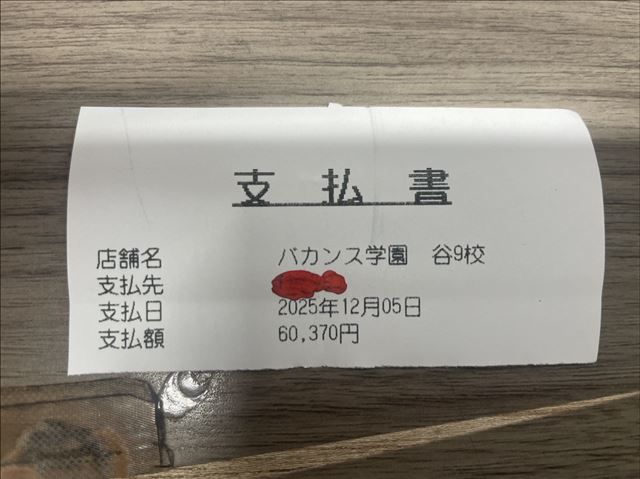 支 払 書
店舗名 バカンス学園 谷9校
支払先
支払日 2025年12月05日
支払額 60,370円